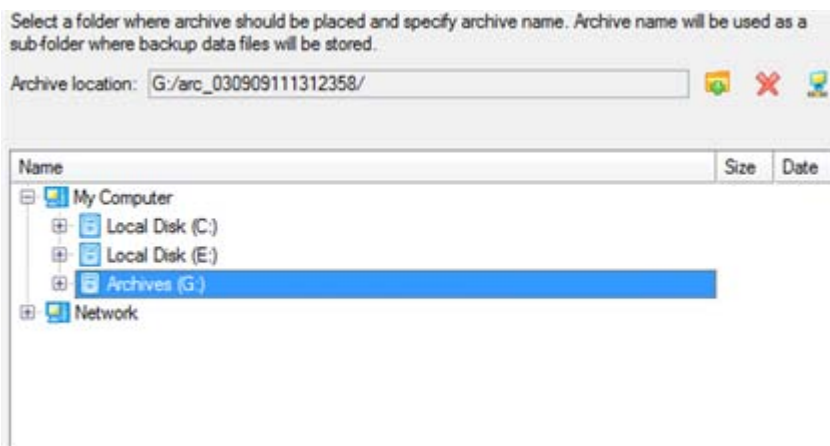 Select a folder where archive should be placed and specify archive name. Archive name will be used as a
sub-folder where backup data files will be stored.
Archive location: G:/arc_030909111312358/
Name Size Date
My Computer
Local Disk (C:)
Local Disk (E:)
Archives (G:)
Network